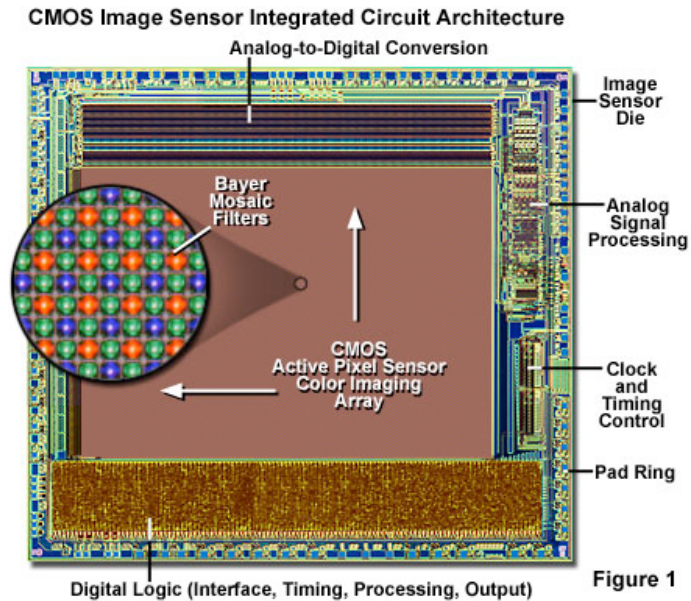 CMOS Image Sensor Integrated Circuit Architecture
Analog-to-Digital Conversion
Image
Sensor
Die
Bayer
Mosaic
Filters
Analog
Signal
Processing
CMOS
Active Pixel Sensor
Color Imaging
Array
Clock
and
Timing
Control
Pad Ring
Digital Logic (Interface, Timing, Processing, Output)
Figure 1